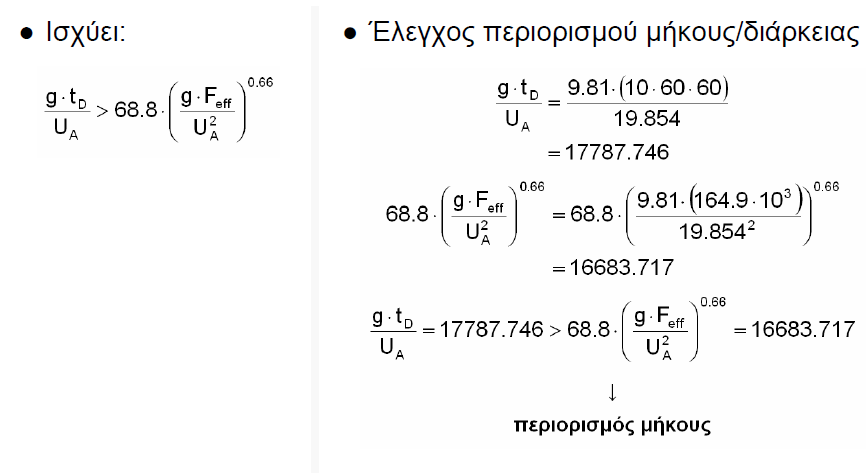 ● Ισχύει:
g·t_D / U_A > 68.8·(g·F_eff / U_A^2)^0.66
● Έλεγχος περιορισμού μήκους/διάρκειας
g·t_D / U_A = 9.81·(10·60·60) / 19.854
= 17787.746
68.8·(g·F_eff / U_A^2)^0.66 = 68.8·(9.81·(164.9·10^3) / 19.854^2)^0.66
= 16683.717
g·t_D / U_A = 17787.746 > 68.8·(g·F_eff / U_A^2)^0.66 = 16683.717
↓
περιορισμός μήκους